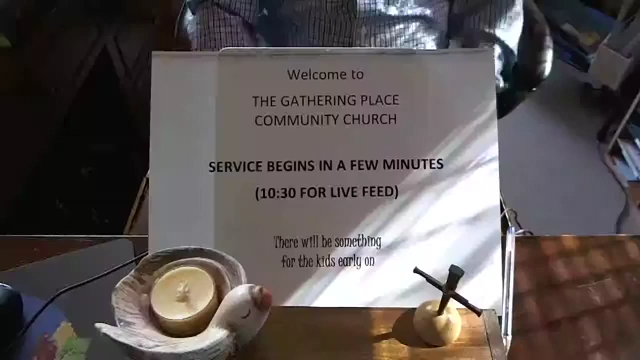 Welcome to
THE GATHERING PLACE
COMMUNITY CHURCH
SERVICE BEGINS IN A FEW MINUTES
(10:30 FOR LIVE FEED)
There will be something
for the kids early on